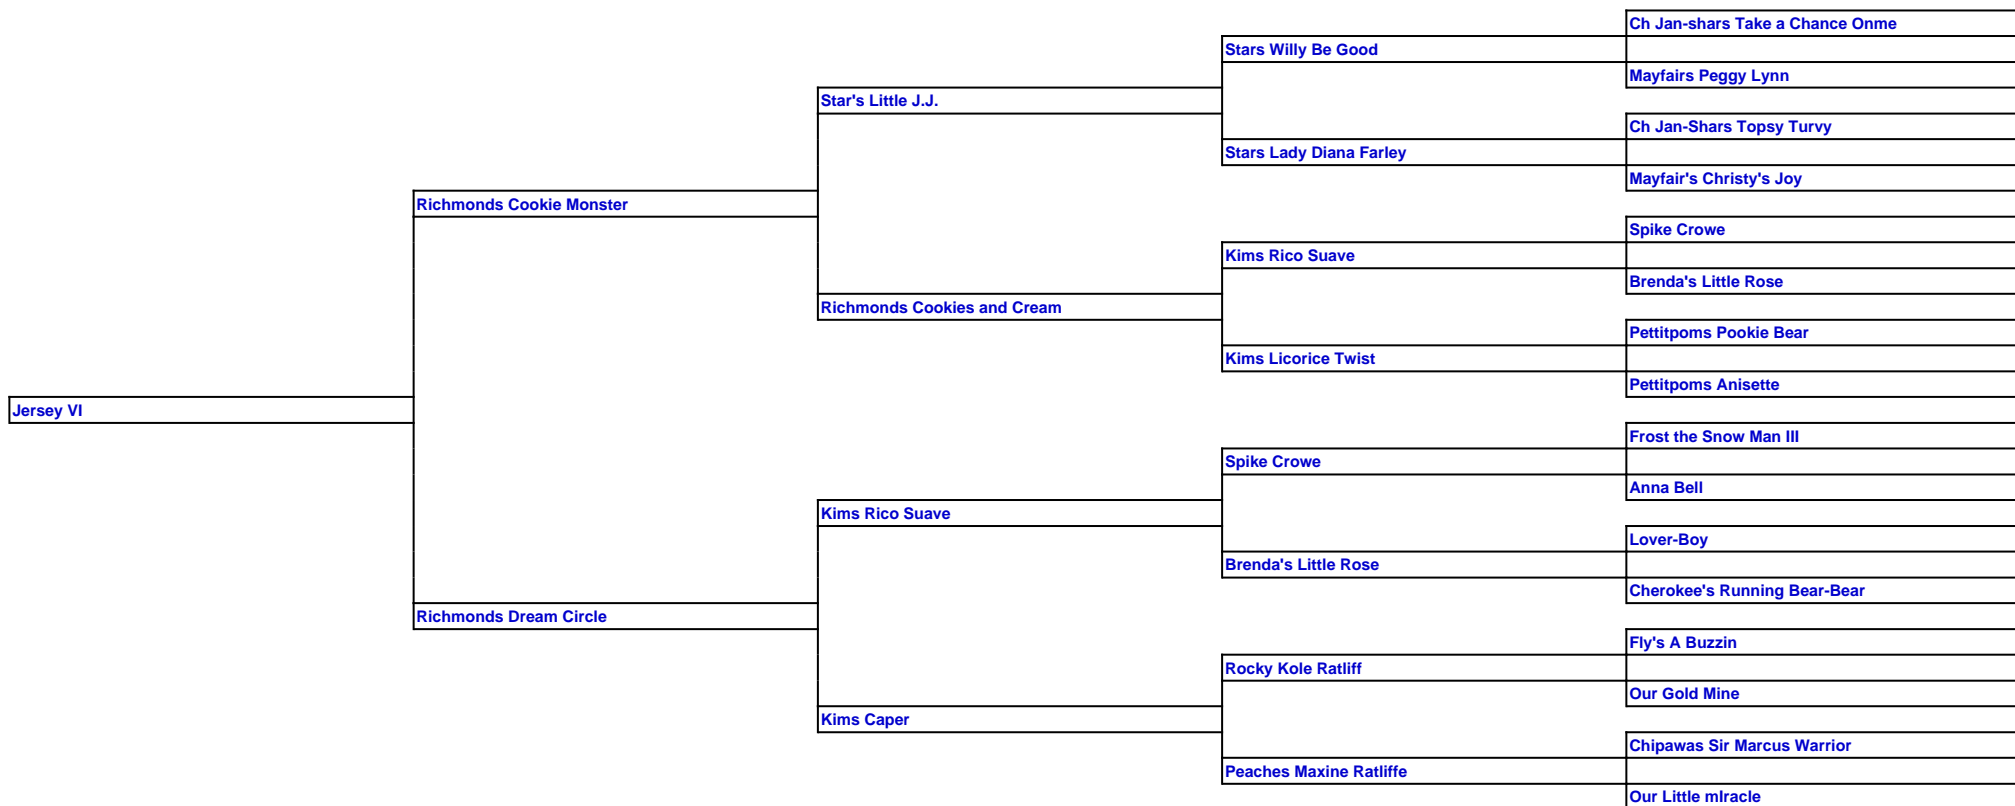 Ch Jan-shars Take a Chance Onme
Stars Willy Be Good
Mayfairs Peggy Lynn
Star's Little J.J.
Ch Jan-Shars Topsy Turvy
Stars Lady Diana Farley
Mayfair's Christy's Joy
Richmonds Cookie Monster
Spike Crowe
Kims Rico Suave
Brenda's Little Rose
Richmonds Cookies and Cream
Pettitpoms Pookie Bear
Kims Licorice Twist
Pettitpoms Anisette
Jersey VI
Frost the Snow Man III
Spike Crowe
Anna Bell
Kims Rico Suave
Lover-Boy
Brenda's Little Rose
Cherokee's Running Bear-Bear
Richmonds Dream Circle
Fly's A Buzzin
Rocky Kole Ratliff
Our Gold Mine
Kims Caper
Chipawas Sir Marcus Warrior
Peaches Maxine Ratliffe
Our Little mIracle